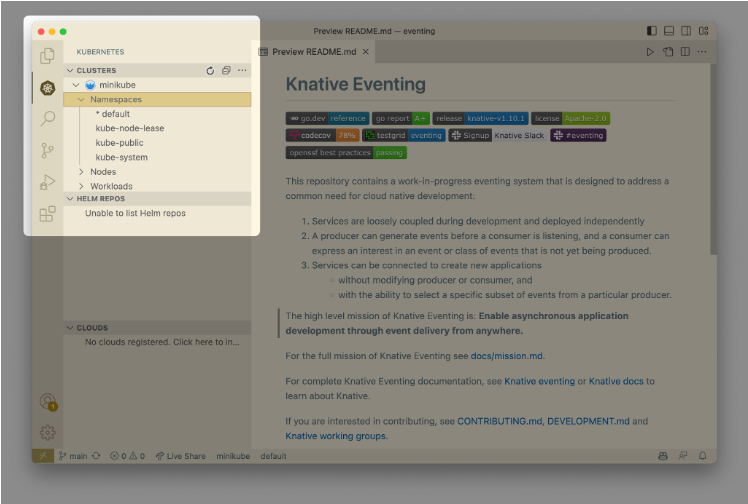 Preview README.md — eventing
KUBERNETES
CLUSTERS
minikube
Namespaces
* default
kube-node-lease
kube-public
kube-system
Nodes
Workloads
HELM REPOS
Unable to list Helm repos
CLOUDS
No clouds registered. Click here to in...
Preview README.md
Knative Eventing
go.dev reference go report A+ release knative-v1.10.1 license Apache-2.0
codecov 78% testgrid eventing Signup Knative Slack #eventing
openssf best practices passing
This repository contains a work-in-progress eventing system that is designed to address a
common need for cloud native development:
1. Services are loosely coupled during development and deployed independently
2. A producer can generate events before a consumer is listening, and a consumer can
express an interest in an event or class of events that is not yet being produced.
3. Services can be connected to create new applications
○ without modifying producer or consumer, and
○ with the ability to select a specific subset of events from a particular producer.
The high level mission of Knative Eventing is: Enable asynchronous application
development through event delivery from anywhere.
For the full mission of Knative Eventing see docs/mission.md.
For complete Knative Eventing documentation, see Knative eventing or Knative docs to
learn about Knative.
If you are interested in contributing, see CONTRIBUTING.md, DEVELOPMENT.md and
Knative working groups.
1
main 0 0 Live Share minikube default